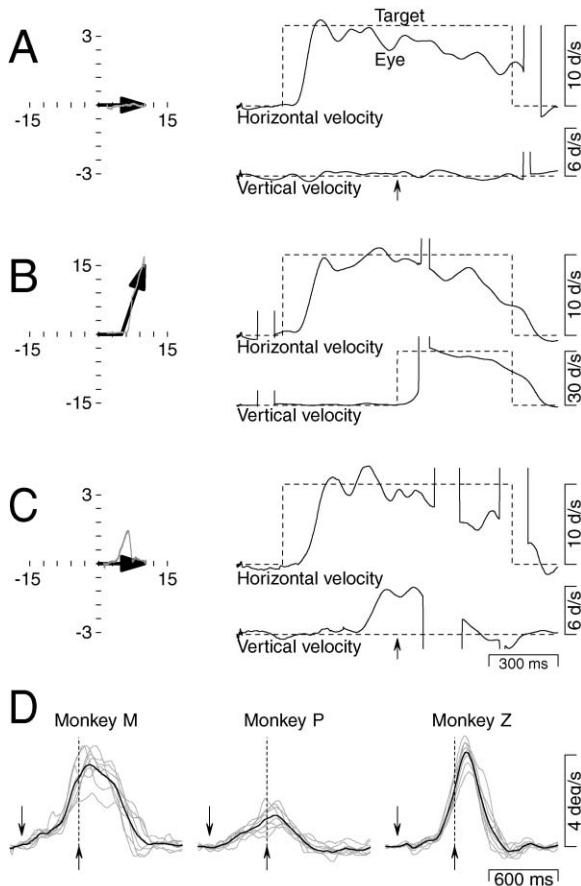 A
3
-15
15
-3
Target
Eye
Horizontal velocity
10 d/s
Vertical velocity
6 d/s
B
15
-15
15
-15
Horizontal velocity
10 d/s
Vertical velocity
30 d/s
C
3
-15
15
-3
Horizontal velocity
10 d/s
Vertical velocity
6 d/s
300 ms
D
Monkey M
Monkey P
Monkey Z
4 deg/s
600 ms